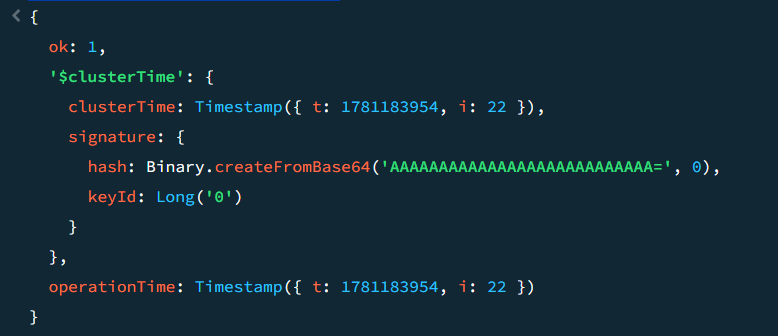 {
ok: 1,
'$clusterTime': {
clusterTime: Timestamp({ t: 1781183954, i: 22 }),
signature: {
hash: Binary.createFromBase64('AAAAAAAAAAAAAAAAAAAAAAAAAAA=', 0),
keyId: Long('0')
}
},
operationTime: Timestamp({ t: 1781183954, i: 22 })
}